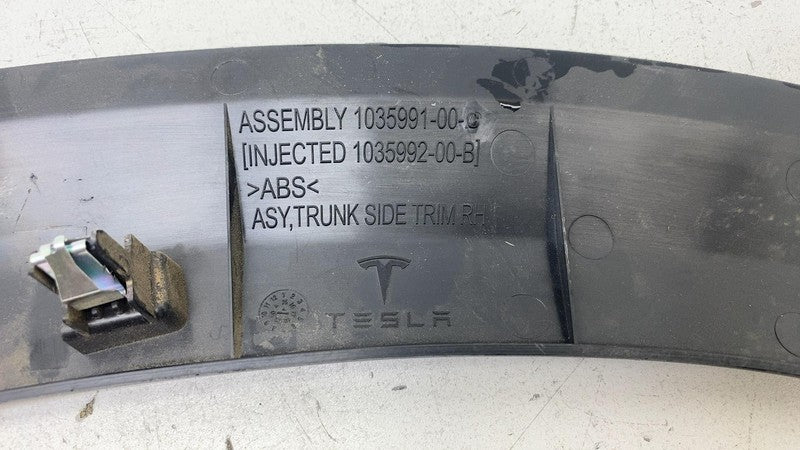 ASSEMBLY 1035991-00-G
[INJECTED 1035992-00-B]
>ABS<
ASY,TRUNK SIDE TRIM RH
TESLA